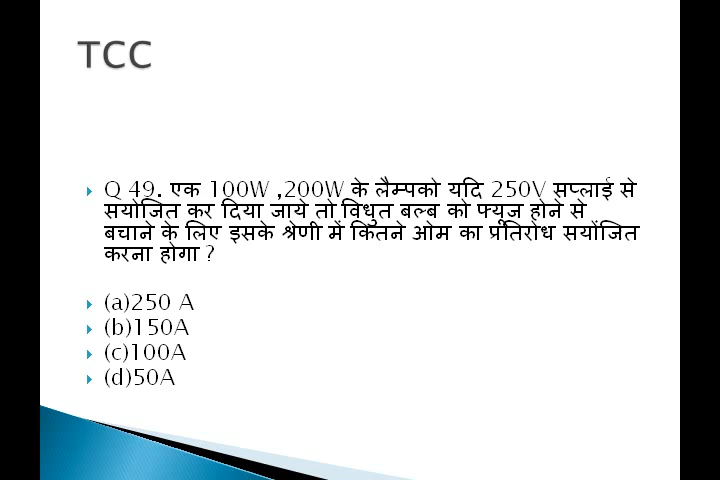 TCC
Q 49. एक 100W ,200W के लैम्पको यदि 250V सप्लाई से
सयोजित कर दिया जाये तो विधुत बल्ब को फ्यूज होने से
बचाने के लिए इसके श्रेणी में कितने ओम का प्रतिरोध सयोंजित
करना होगा ?
(a)250 A
(b)150A
(c)100A
(d)50A